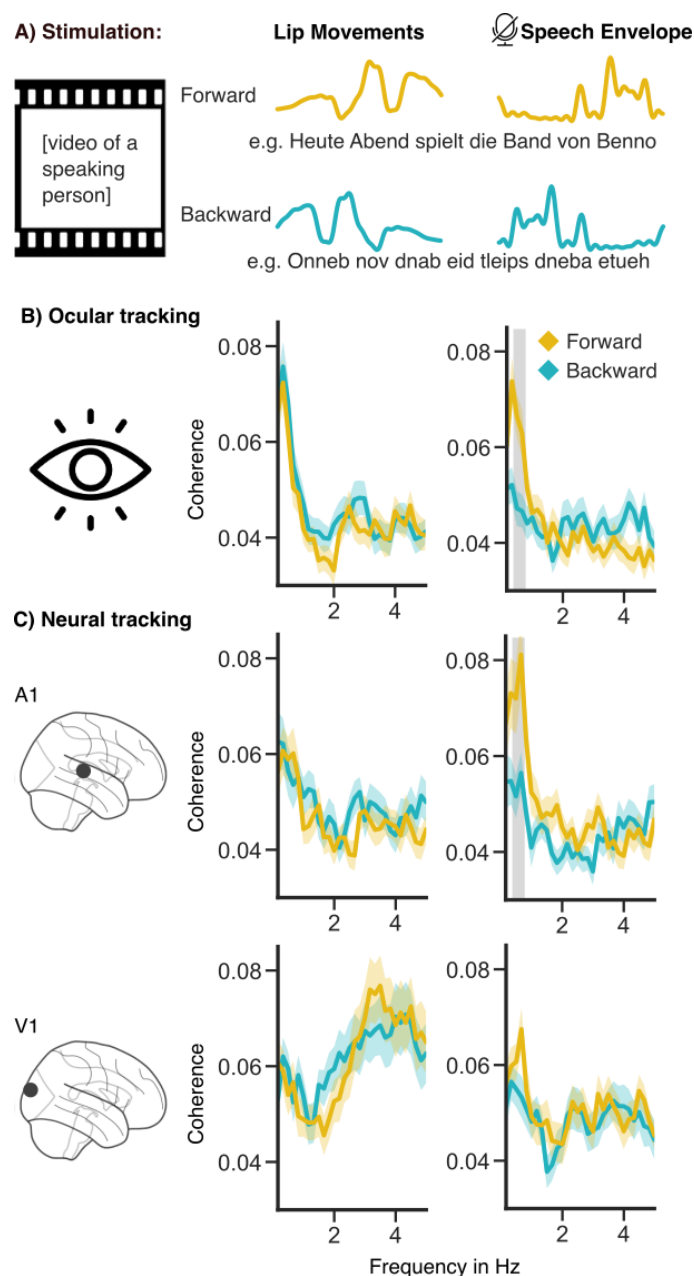 A) Stimulation:
Lip Movements
Speech Envelope
[video of a
speaking
person]
Forward
e.g. Heute Abend spielt die Band von Benno
Backward
e.g. Onneb nov dnab eid tleips dneba etueh
B) Ocular tracking
Coherence
0.08
0.06
0.04
2 4
0.08
0.06
0.04
2 4
Forward
Backward
C) Neural tracking
A1
Coherence
0.08
0.06
0.04
2 4
0.08
0.06
0.04
2 4
V1
Coherence
0.08
0.06
0.04
2 4
0.08
0.06
0.04
2 4
Frequency in Hz